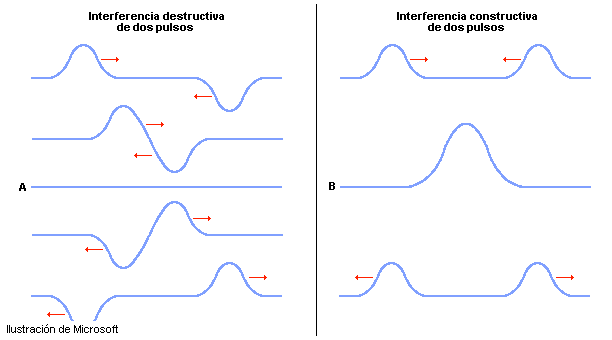 Interferencia destructiva
de dos pulsos
Interferencia constructiva
de dos pulsos
A
B
Ilustración de Microsoft